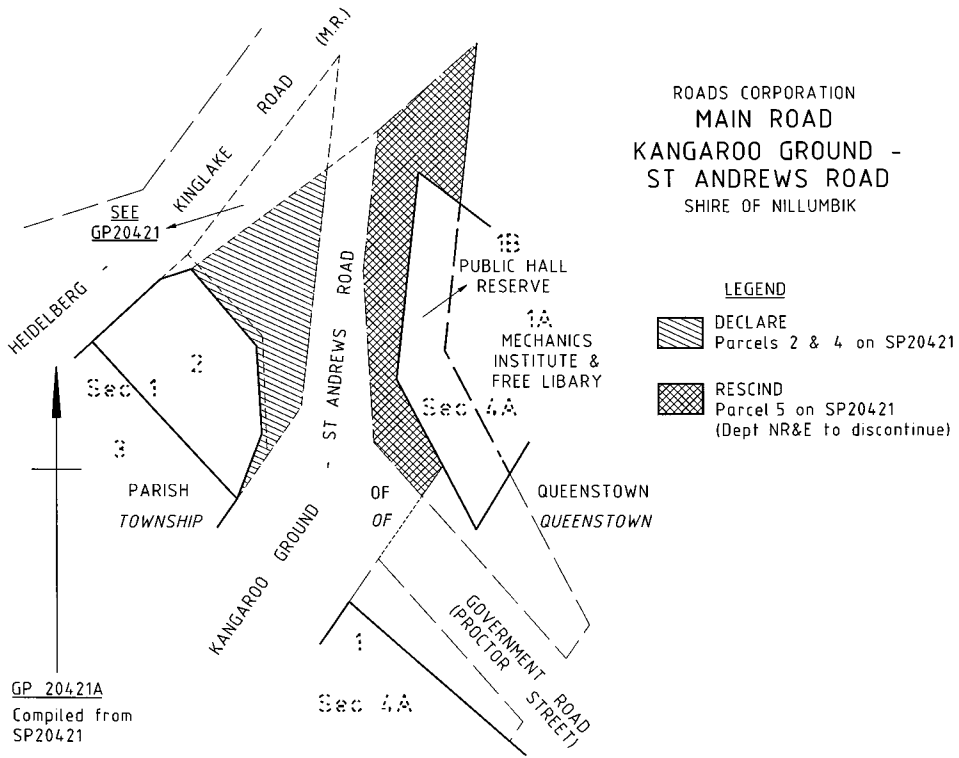 ROADS CORPORATION
MAIN ROAD
KANGAROO GROUND -
ST ANDREWS ROAD
SHIRE OF NILLUMBIK
LEGEND
DECLARE
Parcels 2 & 4 on SP20421
RESCIND
Parcel 5 on SP20421
(Dept NR&E to discontinue)
HEIDELBERG - KINGLAKE ROAD (M.R.)
SEE
GP20421
1B
PUBLIC HALL
RESERVE
1A
MECHANICS
INSTITUTE &
FREE LIBARY
Sec 4A
2
Sec 1
3
KANGAROO GROUND - ST ANDREWS ROAD
PARISH OF QUEENSTOWN
TOWNSHIP OF QUEENSTOWN
GOVERNMENT ROAD
(PROCTOR STREET)
1
Sec 4A
GP 20421A
Compiled from
SP20421